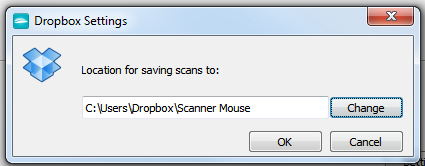 Dropbox Settings
Location for saving scans to:
C:\Users\Dropbox\Scanner Mouse
Change
OK
Cancel